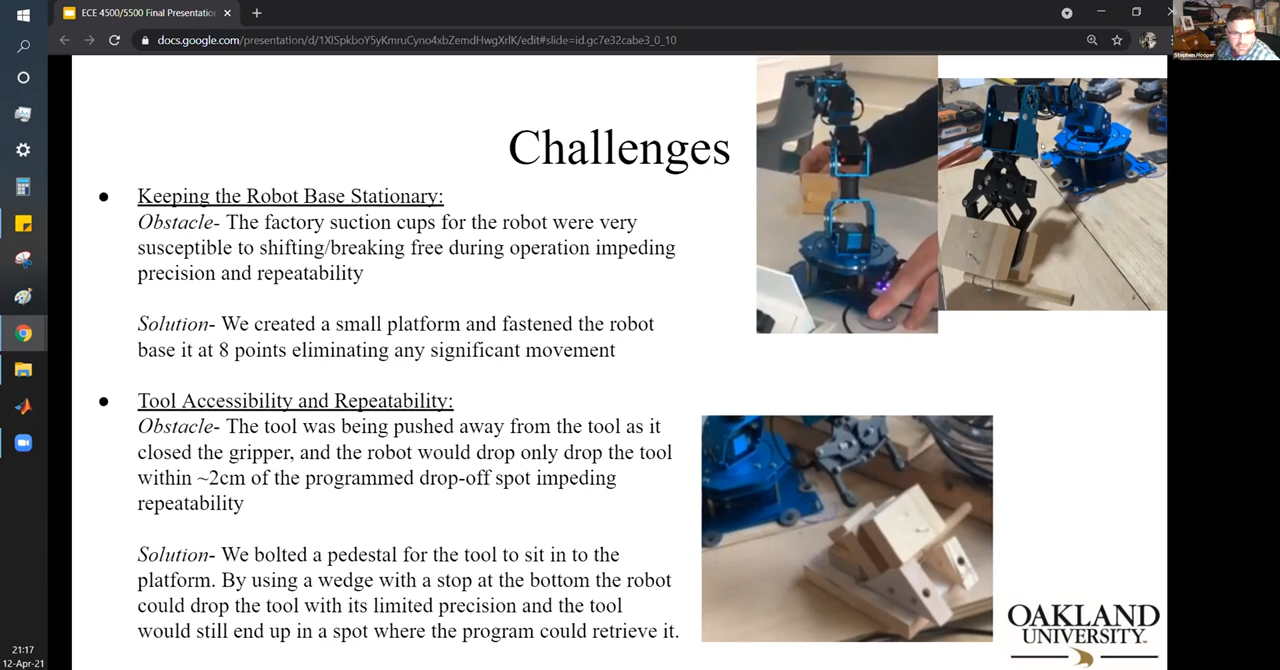 ECE 4500/5500 Final Presentatio
docs.google.com/presentation/d/1XISpkboY5yKmruCyno4xbZemdHwgXrlK/edit#slide=id.gc7e32cabe3_0_10
Stephen Hooper
Challenges
● Keeping the Robot Base Stationary:
Obstacle- The factory suction cups for the robot were very
susceptible to shifting/breaking free during operation impeding
precision and repeatability
Solution- We created a small platform and fastened the robot
base it at 8 points eliminating any significant movement
● Tool Accessibility and Repeatability:
Obstacle- The tool was being pushed away from the tool as it
closed the gripper, and the robot would drop only drop the tool
within ~2cm of the programmed drop-off spot impeding
repeatability
Solution- We bolted a pedestal for the tool to sit in to the
platform. By using a wedge with a stop at the bottom the robot
could drop the tool with its limited precision and the tool
would still end up in a spot where the program could retrieve it.
OAKLAND
UNIVERSITY™
21:17
12-Apr-21